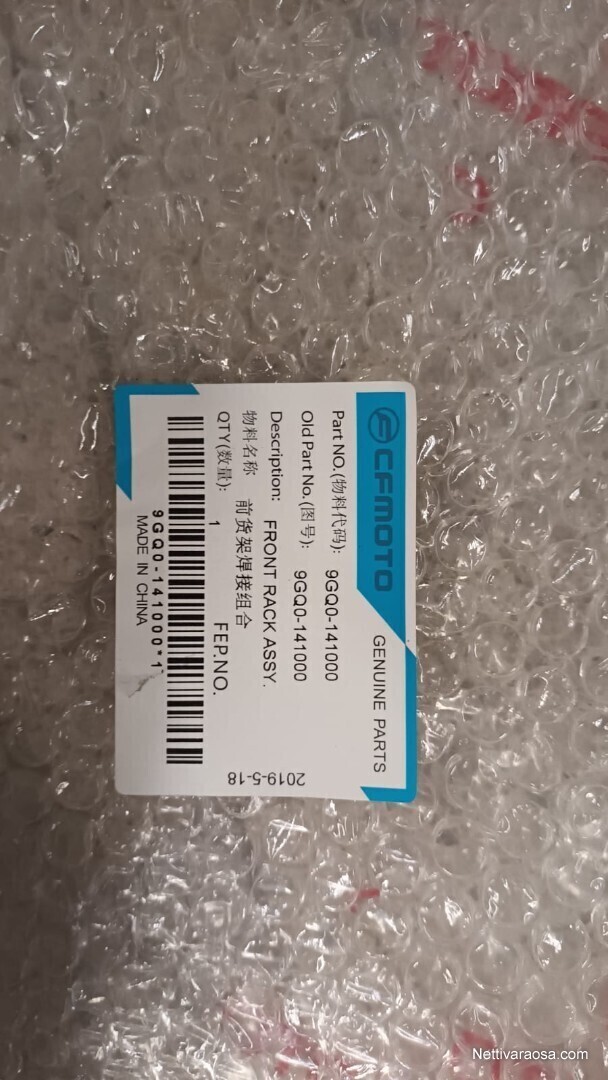 CFMOTO
GENUINE PARTS
Part NO.(物料代码): 9GQ0-141000
Old Part No.(图号): 9GQ0-141000
Description: FRONT RACK ASSY.
物料名称 前货架焊接组合
QTY(数量): 1 FEP.NO.
2019-5-18
9GQ0-141000*1
MADE IN CHINA
Nettivaraosa.com